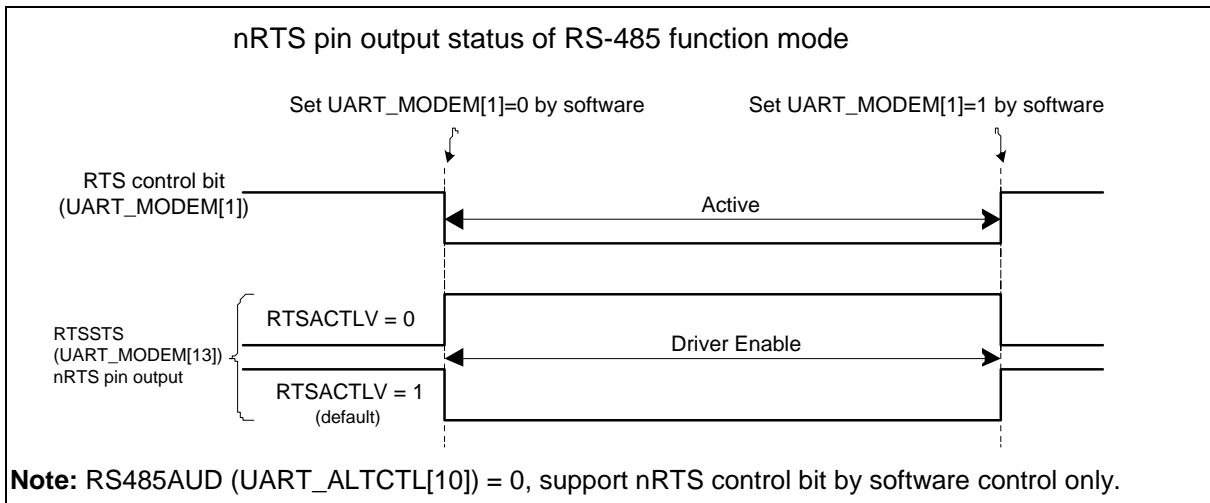 nRTS pin output status of RS-485 function mode
Set UART_MODEM[1]=0 by software
Set UART_MODEM[1]=1 by software
RTS control bit
(UART_MODEM[1])
Active
RTSSTS
(UART_MODEM[13])
nRTS pin output
RTSACTLV = 0
Driver Enable
RTSACTLV = 1
(default)
Note: RS485AUD (UART_ALTCTL[10]) = 0, support nRTS control bit by software control only.